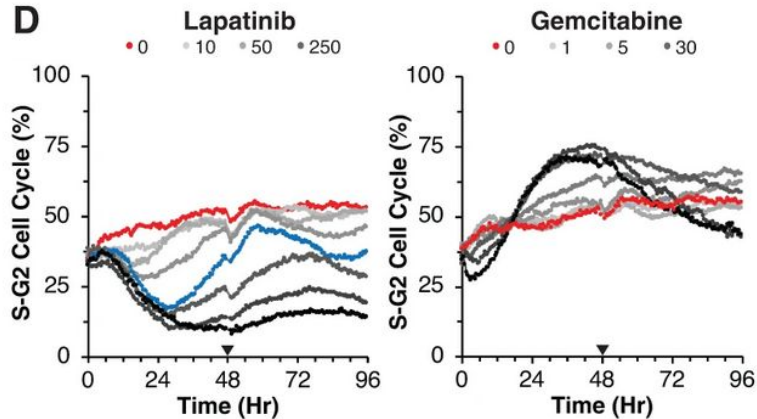 D
Lapatinib
0 10 50 250
S-G2 Cell Cycle (%)
100
75
50
25
0
0 24 48 72 96
Time (Hr)
Gemcitabine
0 1 5 30
S-G2 Cell Cycle (%)
100
75
50
25
0
0 24 48 72 96
Time (Hr)